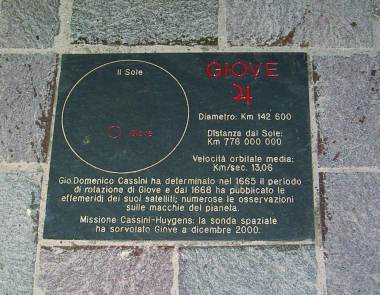 Il Sole
GIOVE
♃
Giove
Diametro: Km 142 600
Distanza dal Sole:
Km 778 000 000
Velocità orbitale media:
Km/sec. 13,06
Gio.Domenico Cassini ha determinato nel 1665 il periodo
di rotazione di Giove e dal 1668 ha pubblicato le
effemeridi dei suoi satelliti; numerose le osservazioni
sulle macchie del pianeta.
Missione Cassini-Huygens: la sonda spaziale
ha sorvolato Giove a dicembre 2000.